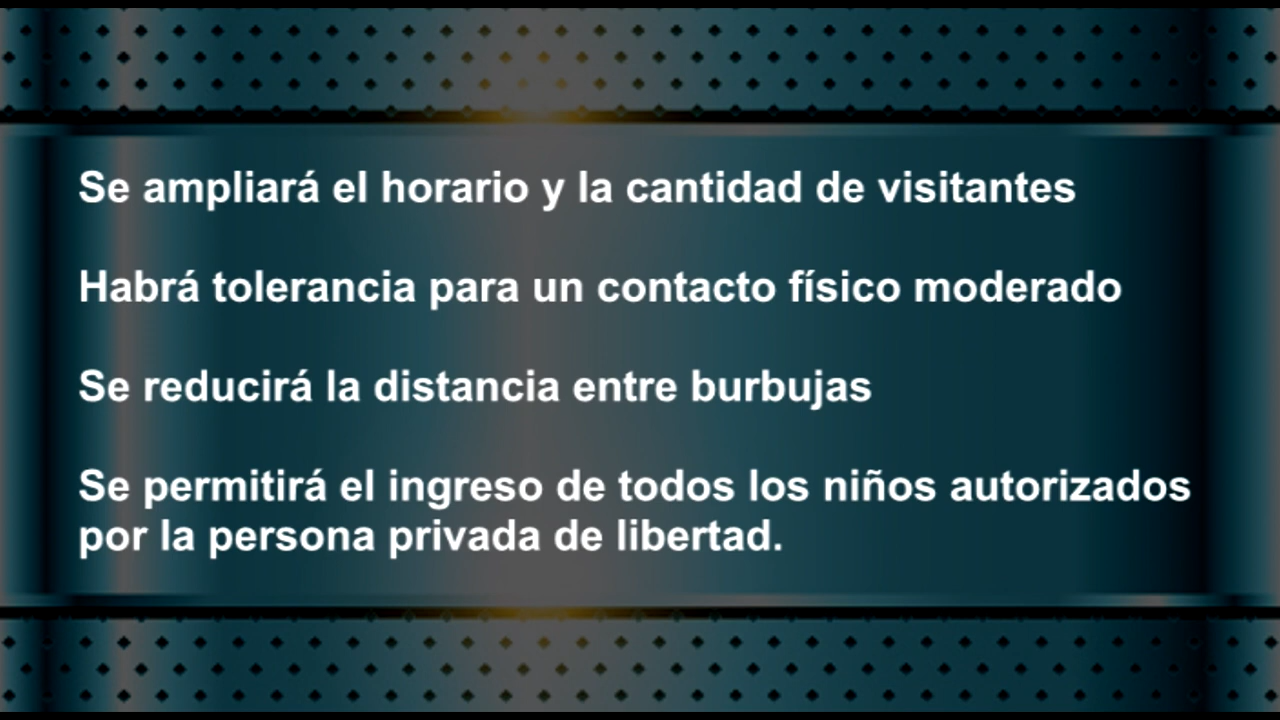 Se ampliará el horario y la cantidad de visitantes
Habrá tolerancia para un contacto físico moderado
Se reducirá la distancia entre burbujas
Se permitirá el ingreso de todos los niños autorizados
por la persona privada de libertad.